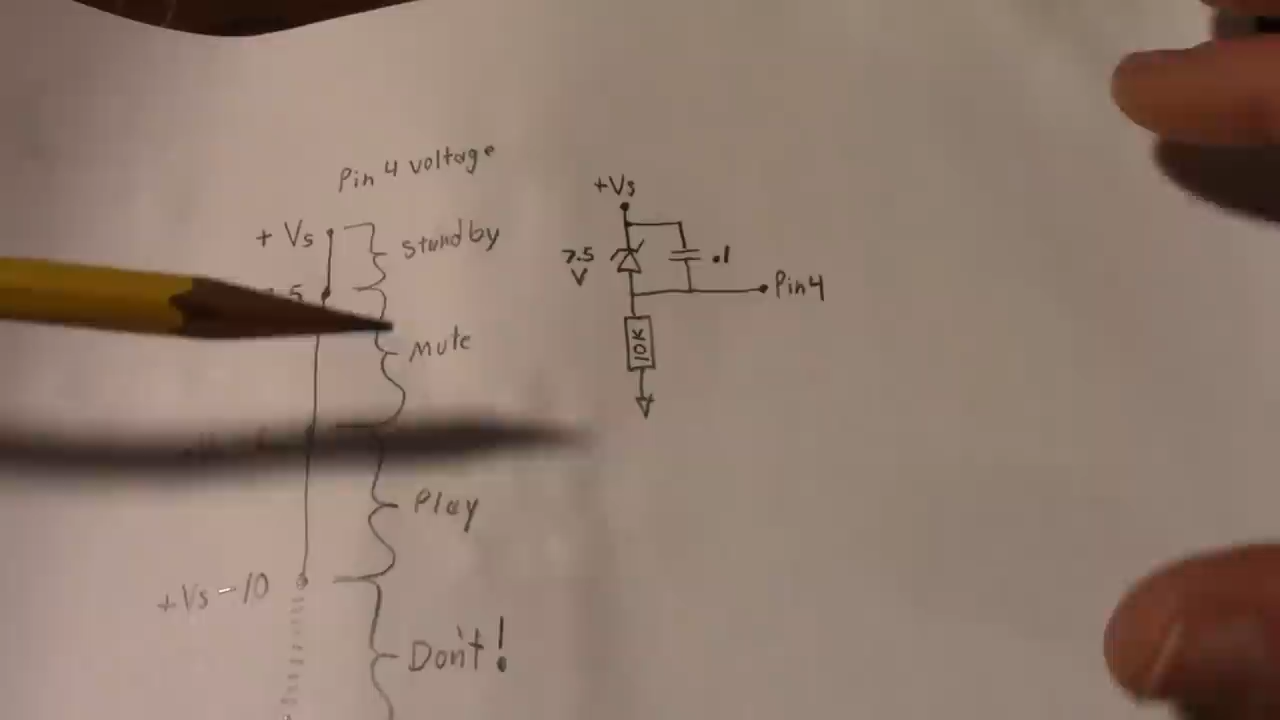 Pin 4 voltage
+ Vs
Standby
Mute
Play
+Vs -10
Don't!
+Vs
7.5
V
.1
Pin4
10K